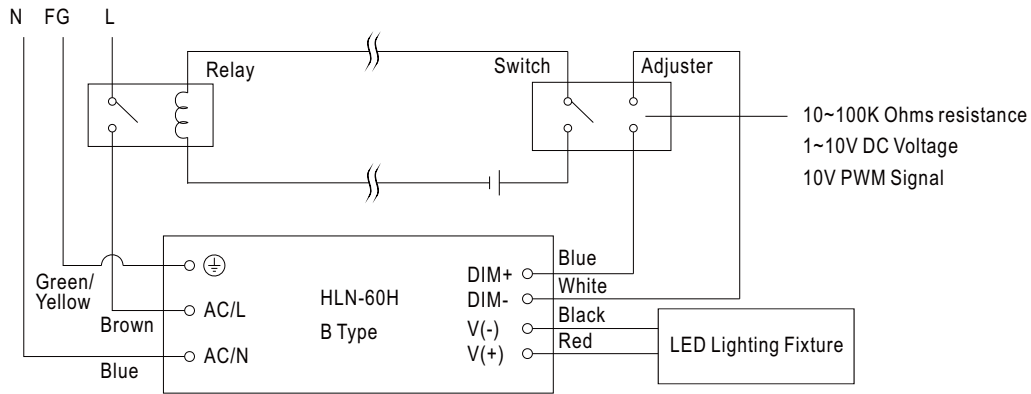 N FG L
Relay
Switch
Adjuster
10~100K Ohms resistance
1~10V DC Voltage
10V PWM Signal
Green/
Yellow
Brown
Blue
AC/L
AC/N
HLN-60H
B Type
DIM+
DIM-
V(-)
V(+)
Blue
White
Black
Red
LED Lighting Fixture